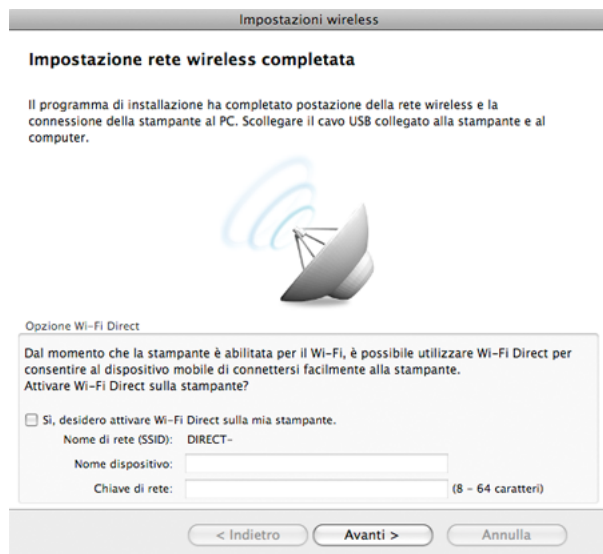 Impostazioni wireless
Impostazione rete wireless completata
Il programma di installazione ha completato postazione della rete wireless e la
connessione della stampante al PC. Scollegare il cavo USB collegato alla stampante e al
computer.
Opzione Wi-Fi Direct
Dal momento che la stampante è abilitata per il Wi-Fi, è possibile utilizzare Wi-Fi Direct per
consentire al dispositivo mobile di connettersi facilmente alla stampante.
Attivare Wi-Fi Direct sulla stampante?
Sì, desidero attivare Wi-Fi Direct sulla mia stampante.
Nome di rete (SSID): DIRECT-
Nome dispositivo:
Chiave di rete: (8 - 64 caratteri)
< Indietro Avanti > Annulla